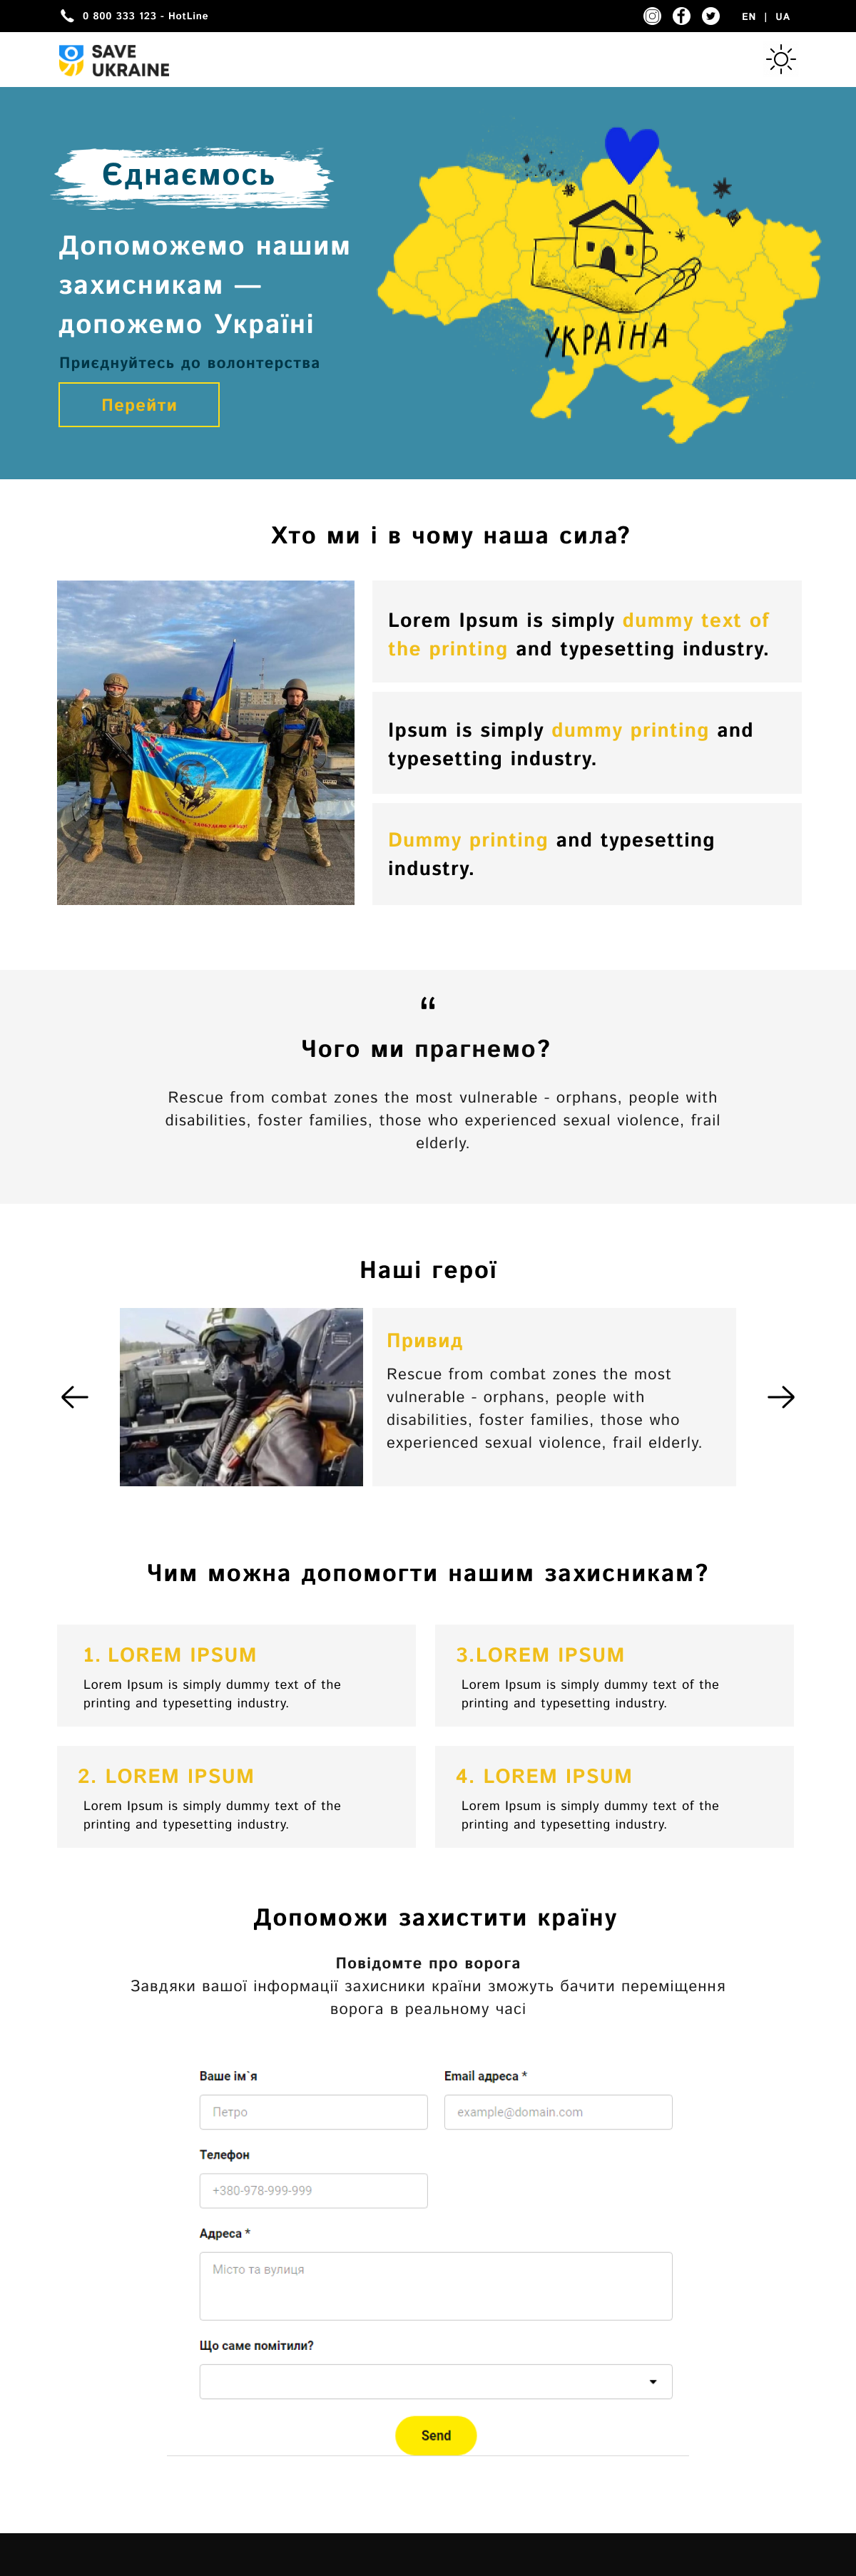 0 800 333 123 - HotLine
EN | UA
SAVE
UKRAINE
Єднаємось
Допоможемо нашим
захисникам —
допожемо Україні
Приєднуйтесь до волонтерства
Перейти
УКРАЇНА
Хто ми і в чому наша сила?
Lorem Ipsum is simply dummy text of
the printing and typesetting industry.
Ipsum is simply dummy printing and
typesetting industry.
Dummy printing and typesetting
industry.
“
Чого ми прагнемо?
Rescue from combat zones the most vulnerable - orphans, people with
disabilities, foster families, those who experienced sexual violence, frail
elderly.
Наші герої
Привид
Rescue from combat zones the most
vulnerable - orphans, people with
disabilities, foster families, those who
experienced sexual violence, frail elderly.
Чим можна допомогти нашим захисникам?
1. LOREM IPSUM
Lorem Ipsum is simply dummy text of the
printing and typesetting industry.
3.LOREM IPSUM
Lorem Ipsum is simply dummy text of the
printing and typesetting industry.
2. LOREM IPSUM
Lorem Ipsum is simply dummy text of the
printing and typesetting industry.
4. LOREM IPSUM
Lorem Ipsum is simply dummy text of the
printing and typesetting industry.
Допоможи захистити країну
Повідомте про ворога
Завдяки вашої інформації захисники країни зможуть бачити переміщення
ворога в реальному часі
Ваше ім`я
Email адреса *
Петро
example@domain.com
Телефон
+380-978-999-999
Адреса *
Місто та вулиця
Що саме помітили?
Send